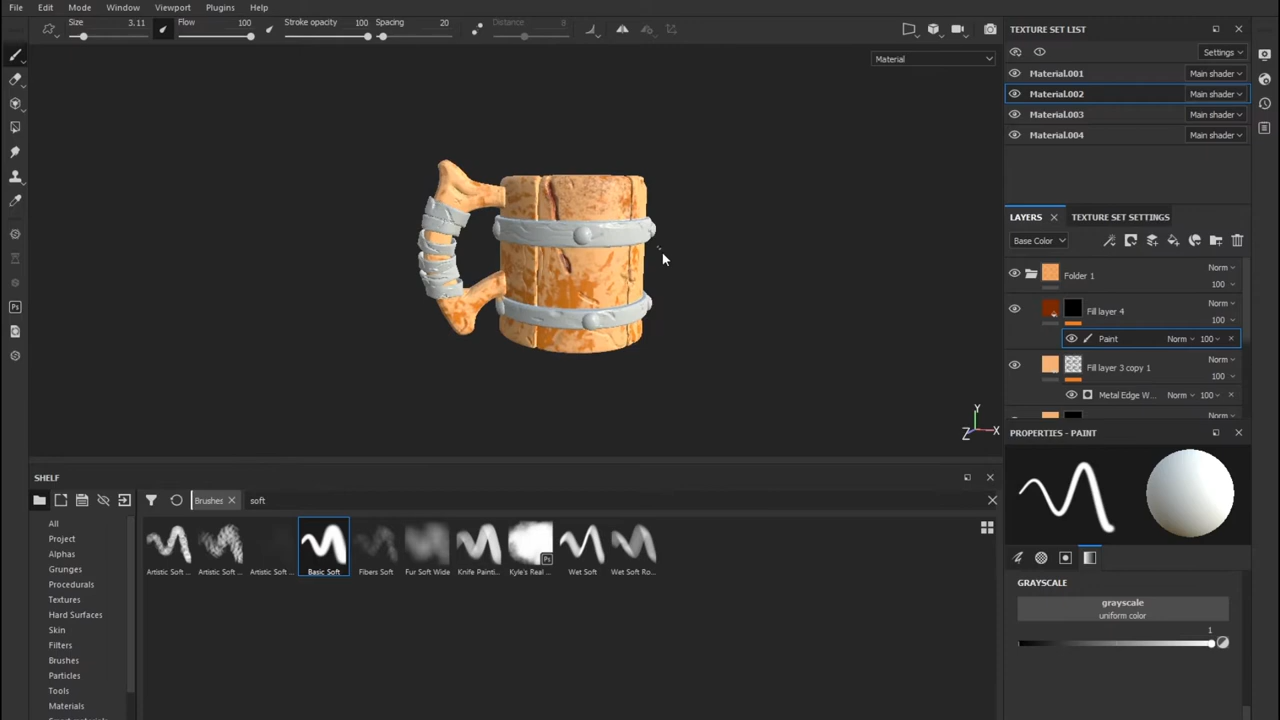 File Edit Mode Window Viewport Plugins Help
Size 3.11 Flow 100 Stroke opacity 100 Spacing 20 Distance 8
Material
Y
Z X
TEXTURE SET LIST
Settings
Material.001 Main shader
Material.002 Main shader
Material.003 Main shader
Material.004 Main shader
LAYERS TEXTURE SET SETTINGS
Base Color
Folder 1 Norm
100
Fill layer 4 Norm
100
Paint Norm 100
Fill layer 3 copy 1 Norm
100
Metal Edge W... Norm 100
Norm
PROPERTIES - PAINT
GRAYSCALE
grayscale
uniform color
1
SHELF
Brushes soft
All
Project
Alphas
Grunges
Procedurals
Textures
Hard Surfaces
Skin
Filters
Brushes
Particles
Tools
Materials
Smart materials
Artistic Soft ... Artistic Soft ... Artistic Soft ... Basic Soft Fibers Soft Fur Soft Wide Knife Painti... Kyle's Real ... Wet Soft Wet Soft Ro...
Ps
Ps